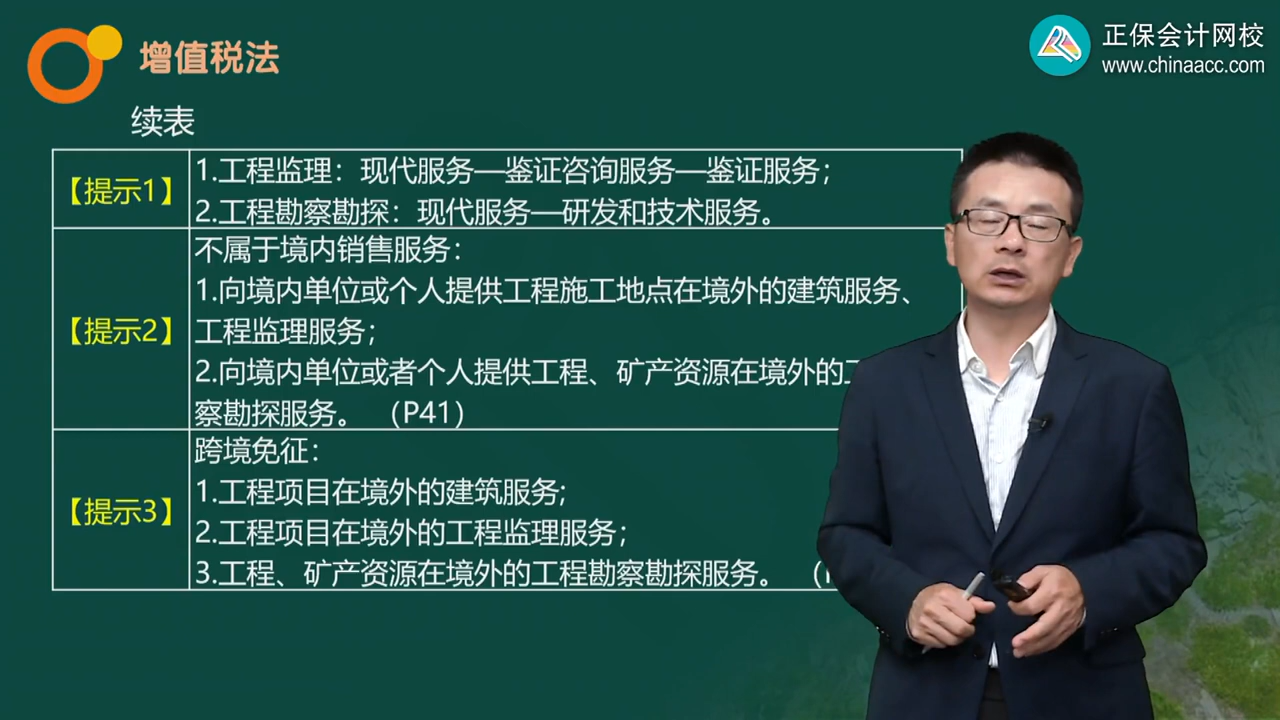 增值税法
正保会计网校
www.chinaacc.com
续表
【提示1】
1.工程监理：现代服务—鉴证咨询服务—鉴证服务；
2.工程勘察勘探：现代服务—研发和技术服务。
【提示2】
不属于境内销售服务：
1.向境内单位或个人提供工程施工地点在境外的建筑服务、
工程监理服务；
2.向境内单位或者个人提供工程、矿产资源在境外的
察勘探服务。（P41）
【提示3】
跨境免征：
1.工程项目在境外的建筑服务;
2.工程项目在境外的工程监理服务；
3.工程、矿产资源在境外的工程勘察勘探服务。